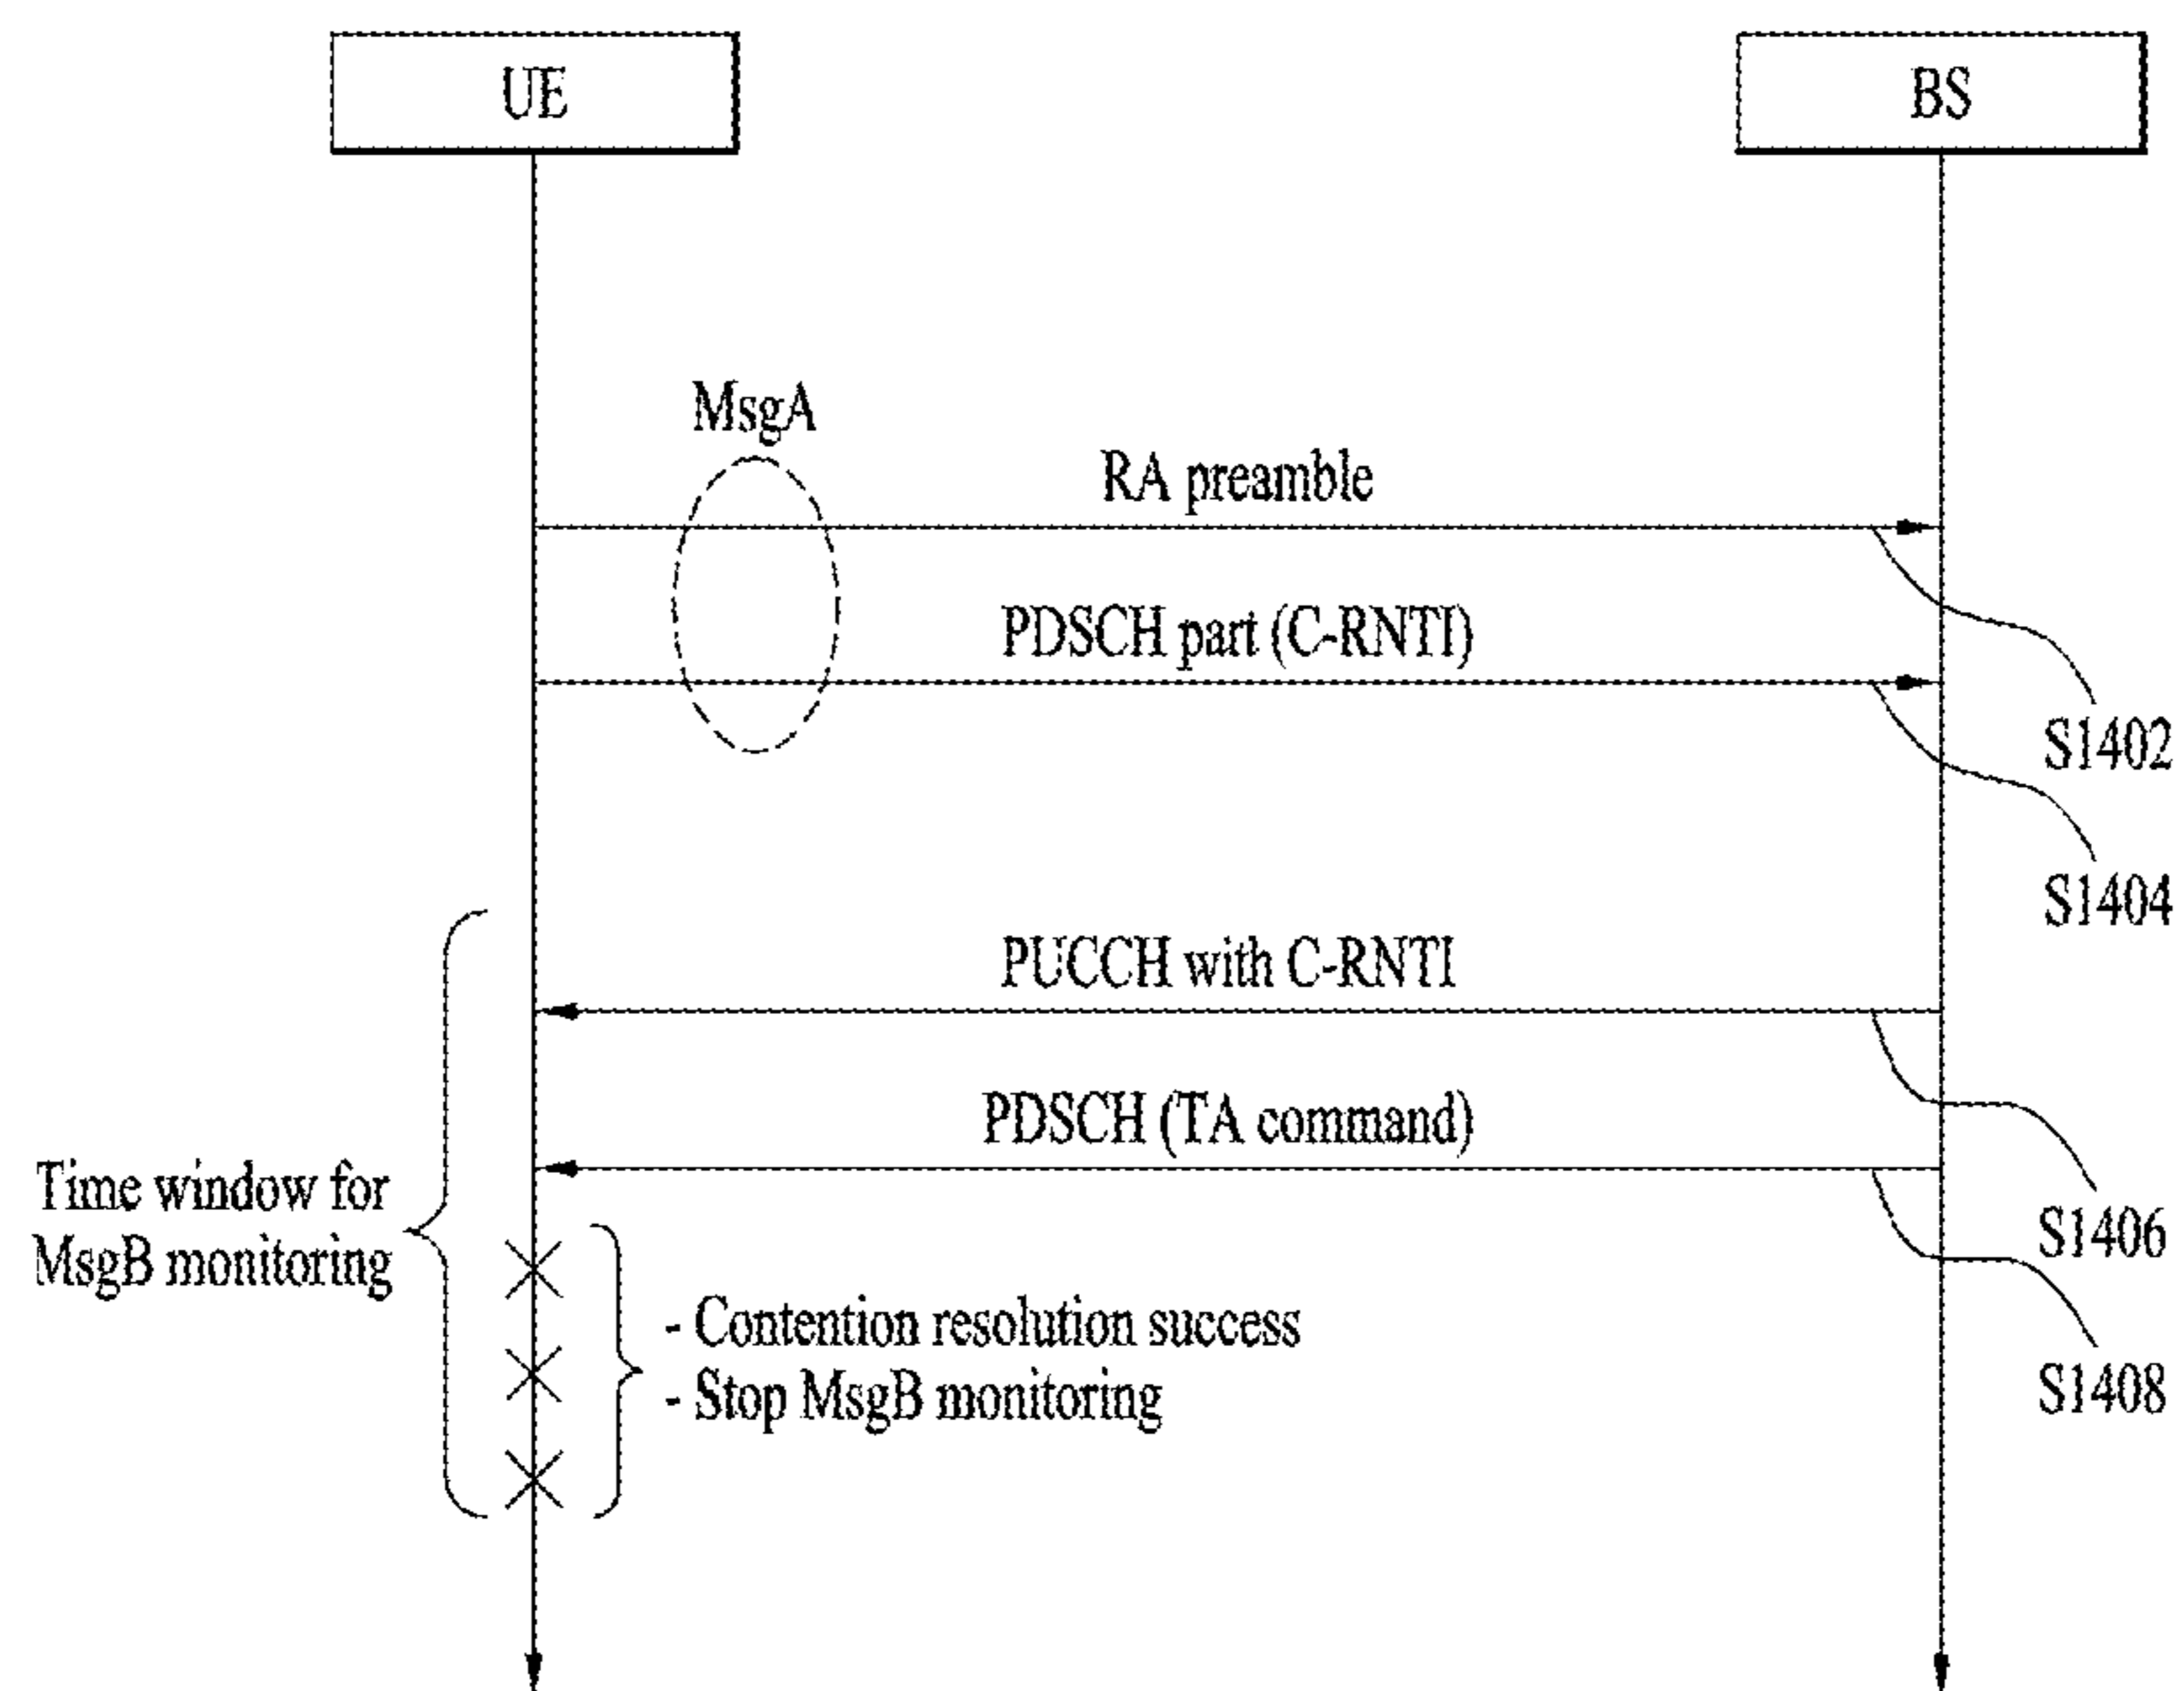 UE
BS
MsgA
RA preamble
PDSCH part (C-RNTI)
S1402
S1404
PUCCH with C-RNTI
PDSCH (TA command)
Time window for
MsgB monitoring
S1406
- Contention resolution success
- Stop MsgB monitoring
S1408